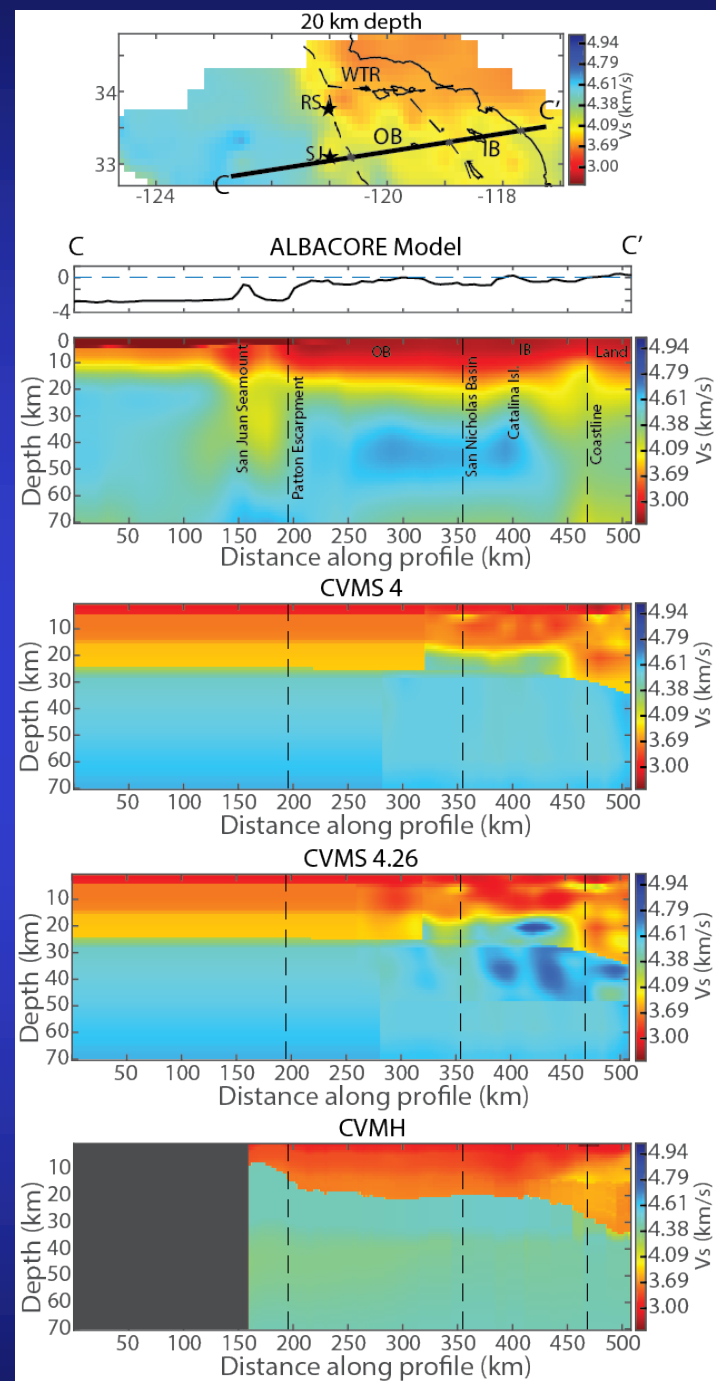 20 km depth
34
33
-124
-120
-118
WTR
RS
SJ
OB
IB
C
C'
4.94
4.79
4.61
4.38
4.09
3.69
3.00
Vs (km/s)
C
ALBACORE Model
C'
0
-4
0
10
20
30
40
50
60
70
Depth (km)
OB
IB
Land
San Juan Seamount
Patton Escarpment
San Nicholas Basin
Catalina Isl.
Coastline
50 100 150 200 250 300 350 400 450 500
Distance along profile (km)
4.94
4.79
4.61
4.38
4.09
3.69
3.00
Vs (km/s)
CVMS 4
10
20
30
40
50
60
70
Depth (km)
50 100 150 200 250 300 350 400 450 500
Distance along profile (km)
4.94
4.79
4.61
4.38
4.09
3.69
3.00
Vs (km/s)
CVMS 4.26
10
20
30
40
50
60
70
Depth (km)
50 100 150 200 250 300 350 400 450 500
Distance along profile (km)
4.94
4.79
4.61
4.38
4.09
3.69
3.00
Vs (km/s)
CVMH
10
20
30
40
50
60
70
Depth (km)
50 100 150 200 250 300 350 400 450 500
Distance along profile (km)
4.94
4.79
4.61
4.38
4.09
3.69
3.00
Vs (km/s)